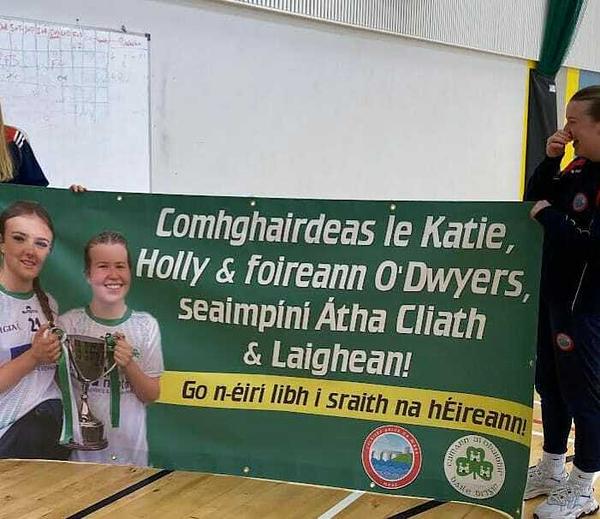 Comhghairdeas le Katie,
Holly & foireann O'Dwyers,
seaimpíní Átha Cliath
& Laighean!
Go n-éirí libh i sraith na hÉireann!